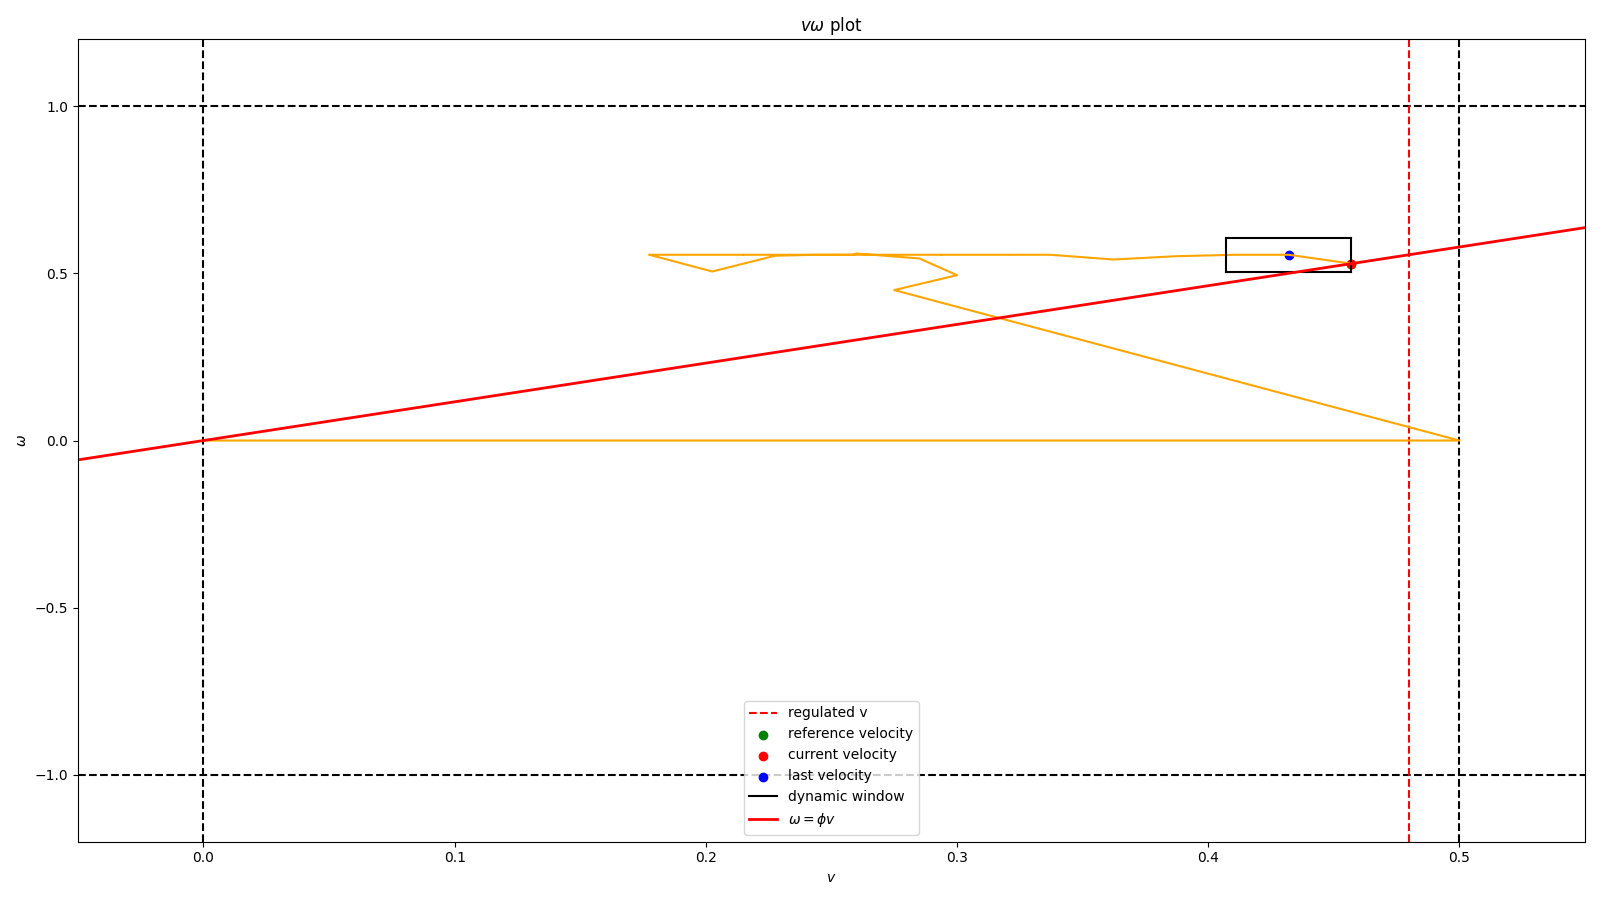 vω plot
1.0
0.5
0.0
−0.5
−1.0
ω
0.0
0.1
0.2
0.3
0.4
0.5
v
regulated v
reference velocity
current velocity
last velocity
dynamic window
ω = ϕv